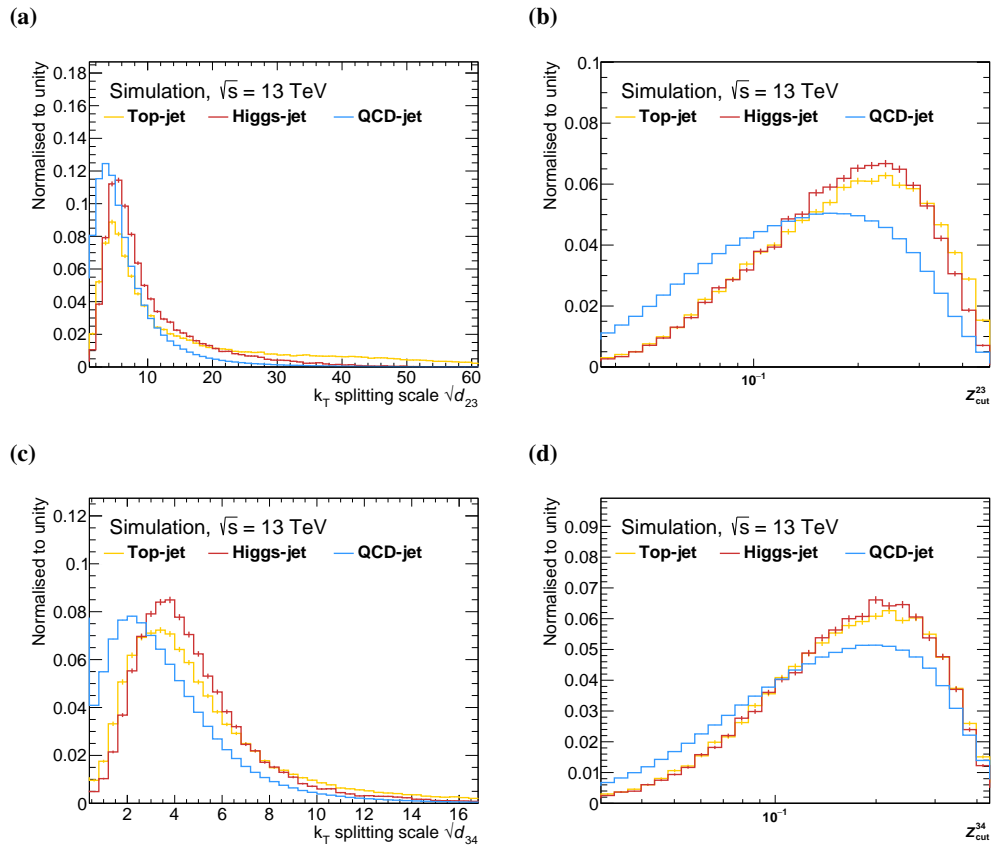 (a)
Normalised to unity
Simulation, √s = 13 TeV
Top-jet Higgs-jet QCD-jet
0.18
0.16
0.14
0.12
0.1
0.08
0.06
0.04
0.02
0
10 20 30 40 50 60
k_T splitting scale √d_23
(b)
Normalised to unity
Simulation, √s = 13 TeV
Top-jet Higgs-jet QCD-jet
0.1
0.08
0.06
0.04
0.02
0
10⁻¹
z_cut^23
(c)
Normalised to unity
Simulation, √s = 13 TeV
Top-jet Higgs-jet QCD-jet
0.12
0.1
0.08
0.06
0.04
0.02
0
2 4 6 8 10 12 14 16
k_T splitting scale √d_34
(d)
Normalised to unity
Simulation, √s = 13 TeV
Top-jet Higgs-jet QCD-jet
0.09
0.08
0.07
0.06
0.05
0.04
0.03
0.02
0.01
0
10⁻¹
z_cut^34